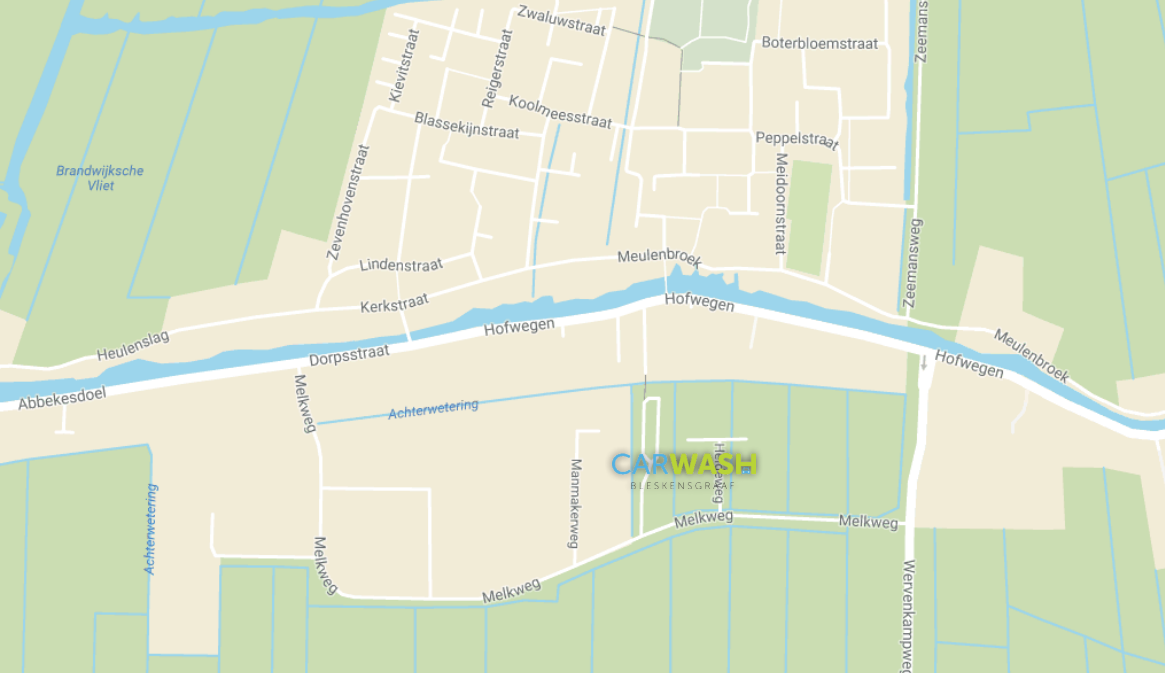 Zwaluwstraat
Zeemans
Boterbloemstraat
Kievitstraat
Reigerstraat
Koolmeesstraat
Blassekijnstraat
Peppelstraat
Brandwijksche
Vliet
Zevenhovenstraat
Meidoornstraat
Zeemansweg
Meulenbroek
Lindenstraat
Kerkstraat
Hofwegen
Hofwegen
Heulenslag
Dorpsstraat
Meulenbroek
Hofwegen
Abbekesdoel
Melkweg
Achterwetering
CARWASH
BLESKENSGRAAF
Manmakerweg
Achterwetering
Melkweg
Melkweg
Melkweg
Melkweg
Wervenkampweg